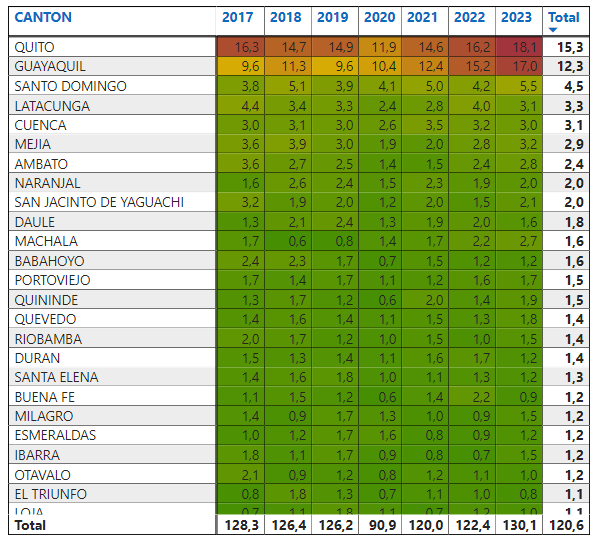 CANTON 2017 2018 2019 2020 2021 2022 2023 Total
QUITO 16,3 14,7 14,9 11,9 14,6 16,2 18,1 15,3
GUAYAQUIL 9,6 11,3 9,6 10,4 12,4 15,2 17,0 12,3
SANTO DOMINGO 3,8 5,1 3,9 4,1 5,0 4,2 5,5 4,5
LATACUNGA 4,4 3,4 3,3 2,4 2,8 4,0 3,1 3,3
CUENCA 3,0 3,1 3,0 2,6 3,5 3,2 3,0 3,1
MEJIA 3,6 3,9 3,0 1,9 2,0 2,8 3,2 2,9
AMBATO 3,6 2,7 2,5 1,4 1,5 2,4 2,8 2,4
NARANJAL 1,6 2,6 2,4 1,5 2,3 1,9 2,0 2,0
SAN JACINTO DE YAGUACHI 3,2 1,9 2,0 1,2 2,0 1,5 2,1 2,0
DAULE 1,3 2,1 2,4 1,3 1,9 2,0 1,6 1,8
MACHALA 1,7 0,6 0,8 1,4 1,7 2,2 2,7 1,6
BABAHOYO 2,4 2,3 1,7 0,7 1,5 1,2 1,2 1,6
PORTOVIEJO 1,7 1,4 1,7 1,1 1,2 1,6 1,7 1,5
QUININDE 1,3 1,7 1,2 0,6 2,0 1,4 1,9 1,5
QUEVEDO 1,4 1,6 1,4 1,1 1,5 1,3 1,8 1,4
RIOBAMBA 2,0 1,7 1,2 1,0 1,5 1,0 1,5 1,4
DURAN 1,5 1,3 1,4 1,1 1,6 1,7 1,2 1,4
SANTA ELENA 1,4 1,6 1,8 1,0 1,1 1,3 1,2 1,3
BUENA FE 1,1 1,5 1,2 0,6 1,4 2,2 0,9 1,2
MILAGRO 1,4 0,9 1,7 1,3 1,0 0,9 1,5 1,2
ESMERALDAS 1,0 1,2 1,7 1,6 0,8 0,9 1,2 1,2
IBARRA 1,8 1,1 1,7 0,9 0,8 0,7 1,5 1,2
OTAVALO 2,1 0,9 1,2 0,8 1,2 1,1 1,0 1,2
EL TRIUNFO 0,8 1,8 1,3 0,7 1,1 1,0 0,8 1,1
LOJA 0,7 1,1 1,8 1,1 0,7 1,2 1,0 1,1
Total 128,3 126,4 126,2 90,9 120,0 122,4 130,1 120,6